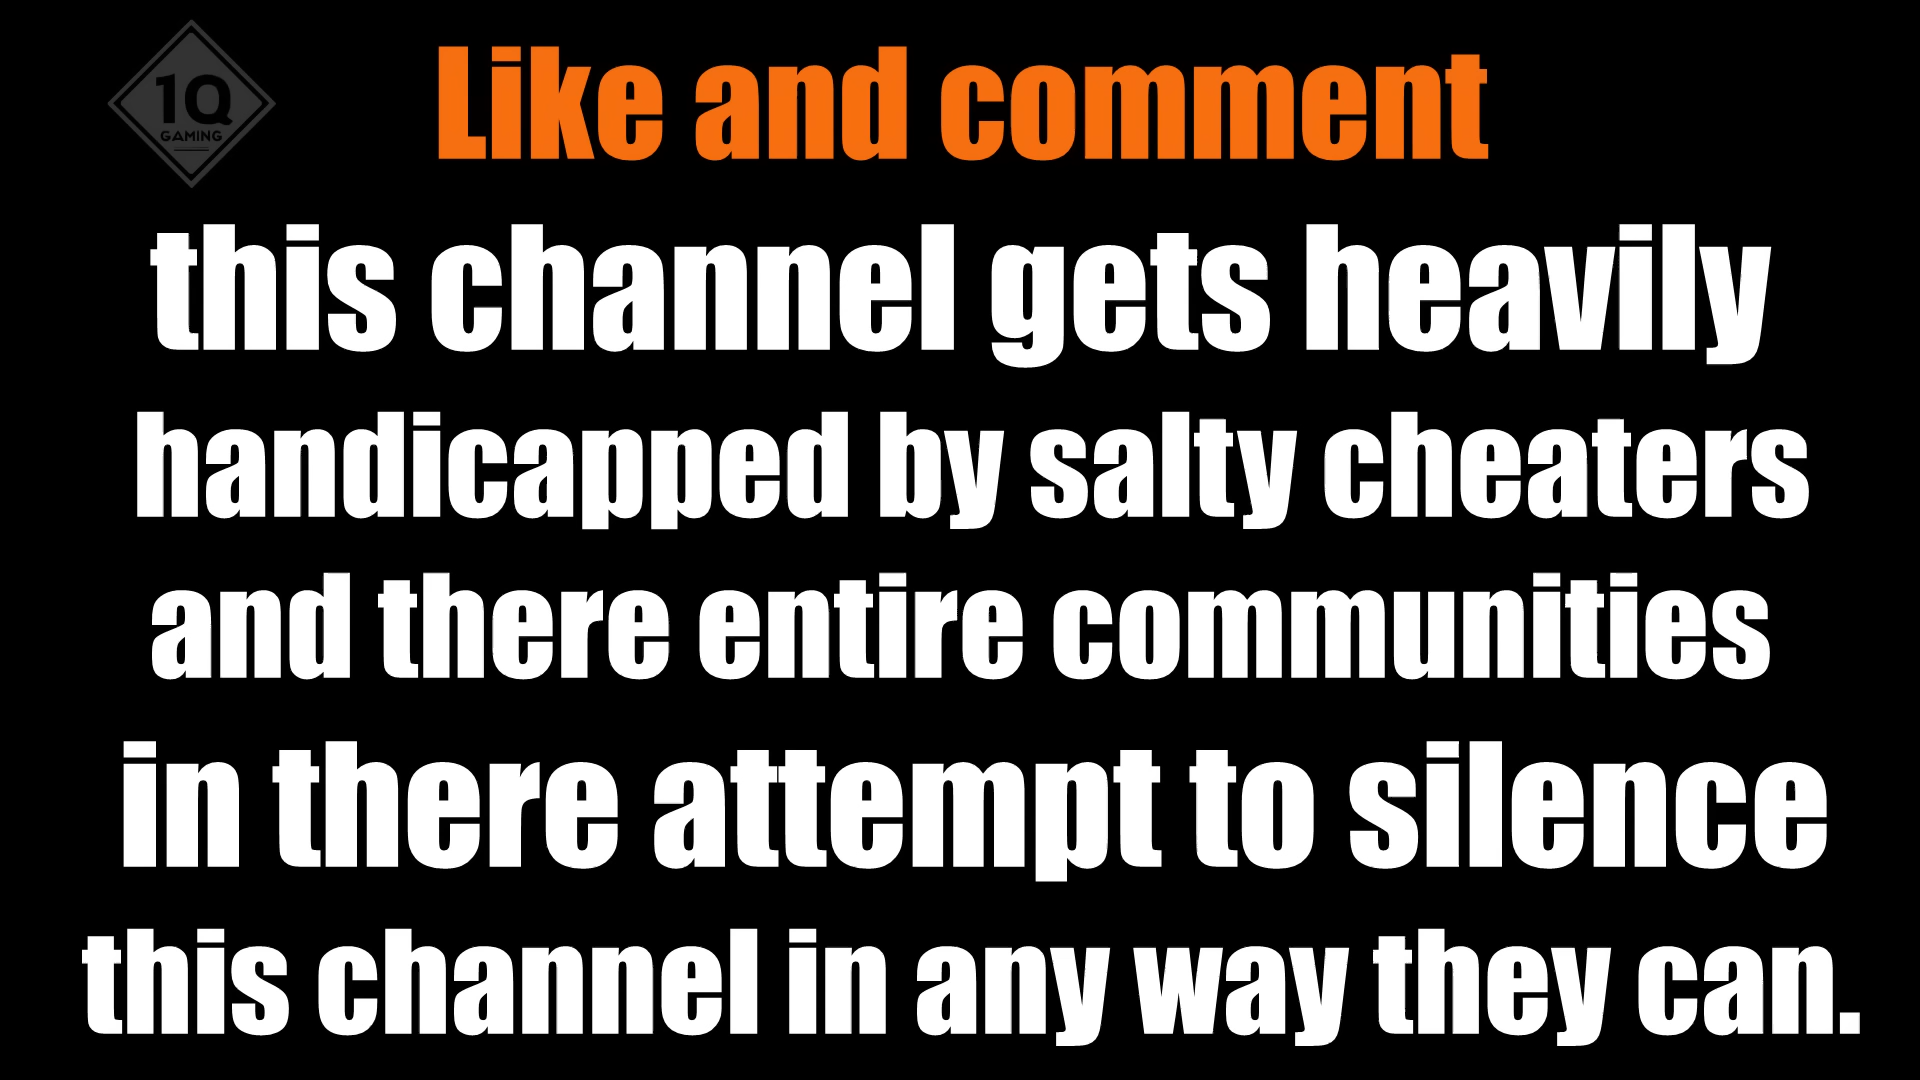 1Q
GAMING
Like and comment
this channel gets heavily
handicapped by salty cheaters
and there entire communities
in there attempt to silence
this channel in any way they can.